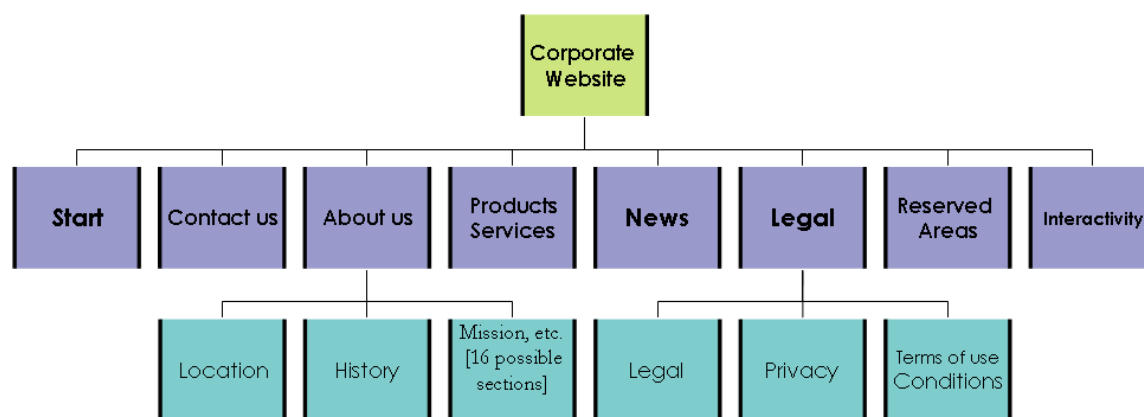 Corporate
Website
Start
Contact us
About us
Products
Services
News
Legal
Reserved
Areas
Interactivity
Location
History
Mission, etc.
[16 possible
sections]
Legal
Privacy
Terms of use
Conditions